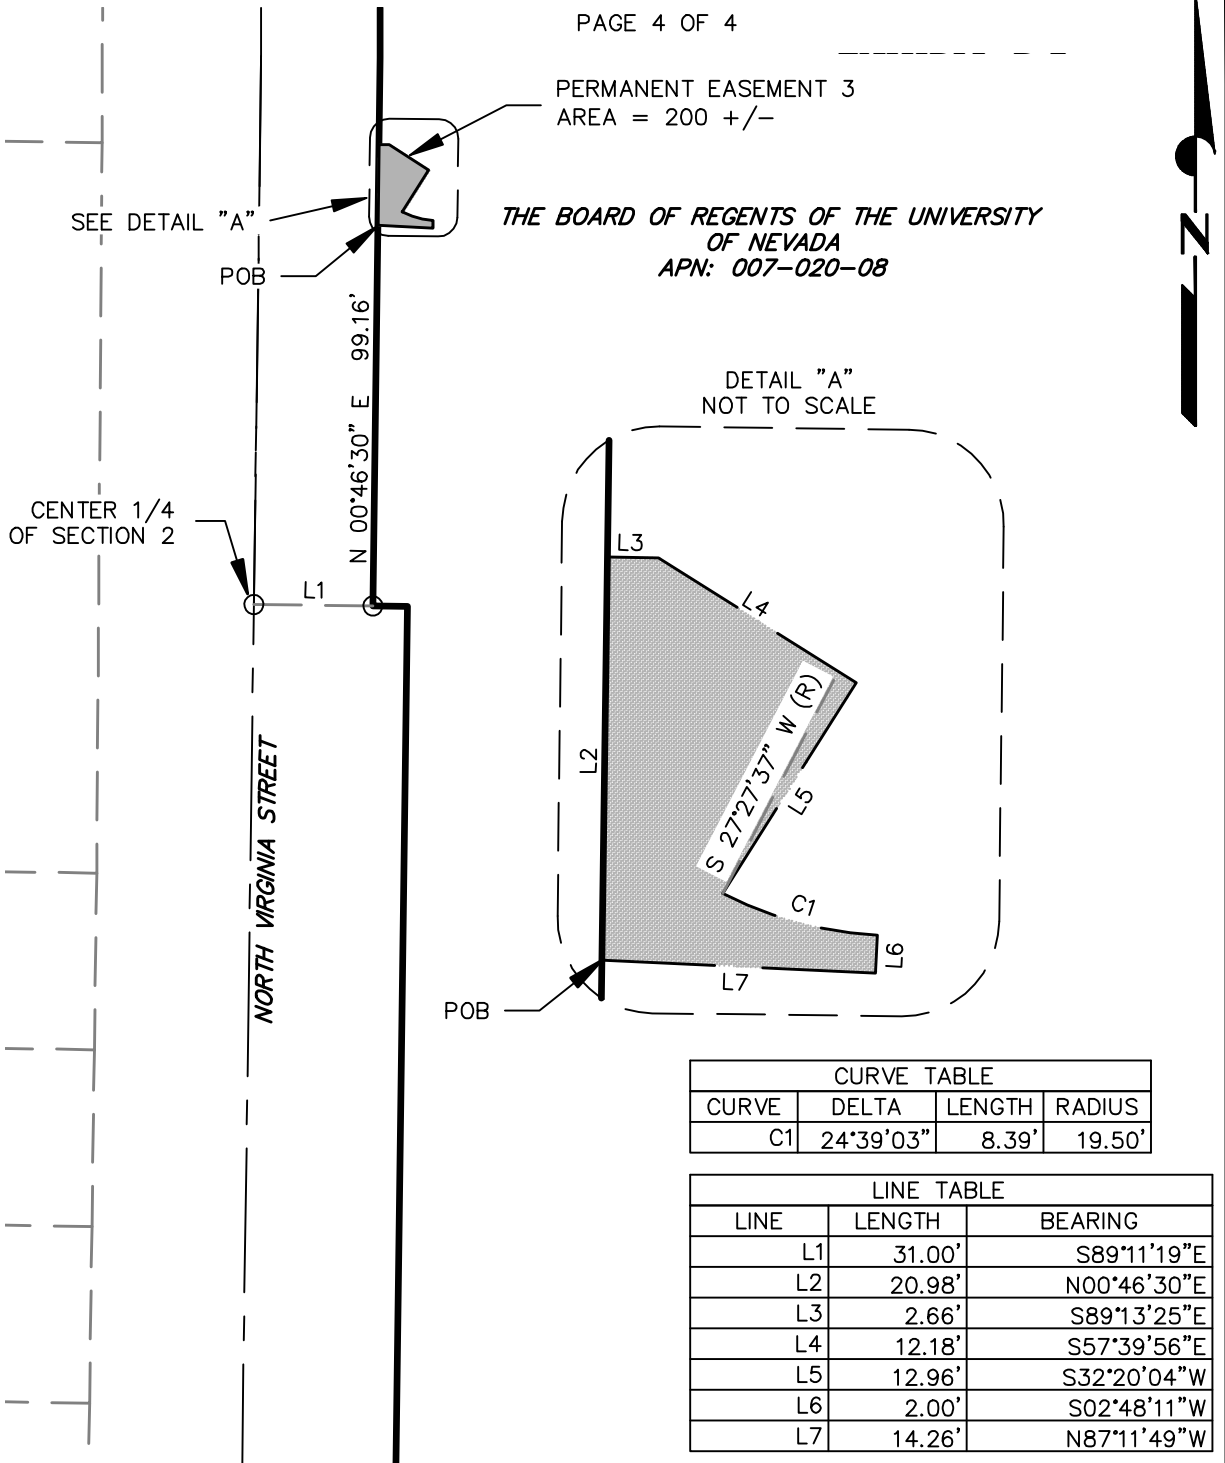 PAGE 4 OF 4
PERMANENT EASEMENT 3
AREA = 200 +/-
SEE DETAIL "A"
THE BOARD OF REGENTS OF THE UNIVERSITY
OF NEVADA
APN: 007-020-08
POB
N 00°46'30" E 99.16'
N
DETAIL "A"
NOT TO SCALE
CENTER 1/4
OF SECTION 2
L1
L3
L4
S 27°27'37" W (R)
L2
L5
C1
L6
L7
POB
NORTH VIRGINIA STREET
CURVE TABLE
CURVE DELTA LENGTH RADIUS
C1 24°39'03" 8.39' 19.50'
LINE TABLE
LINE LENGTH BEARING
L1 31.00' S89°11'19"E
L2 20.98' N00°46'30"E
L3 2.66' S89°13'25"E
L4 12.18' S57°39'56"E
L5 12.96' S32°20'04"W
L6 2.00' S02°48'11"W
L7 14.26' N87°11'49"W